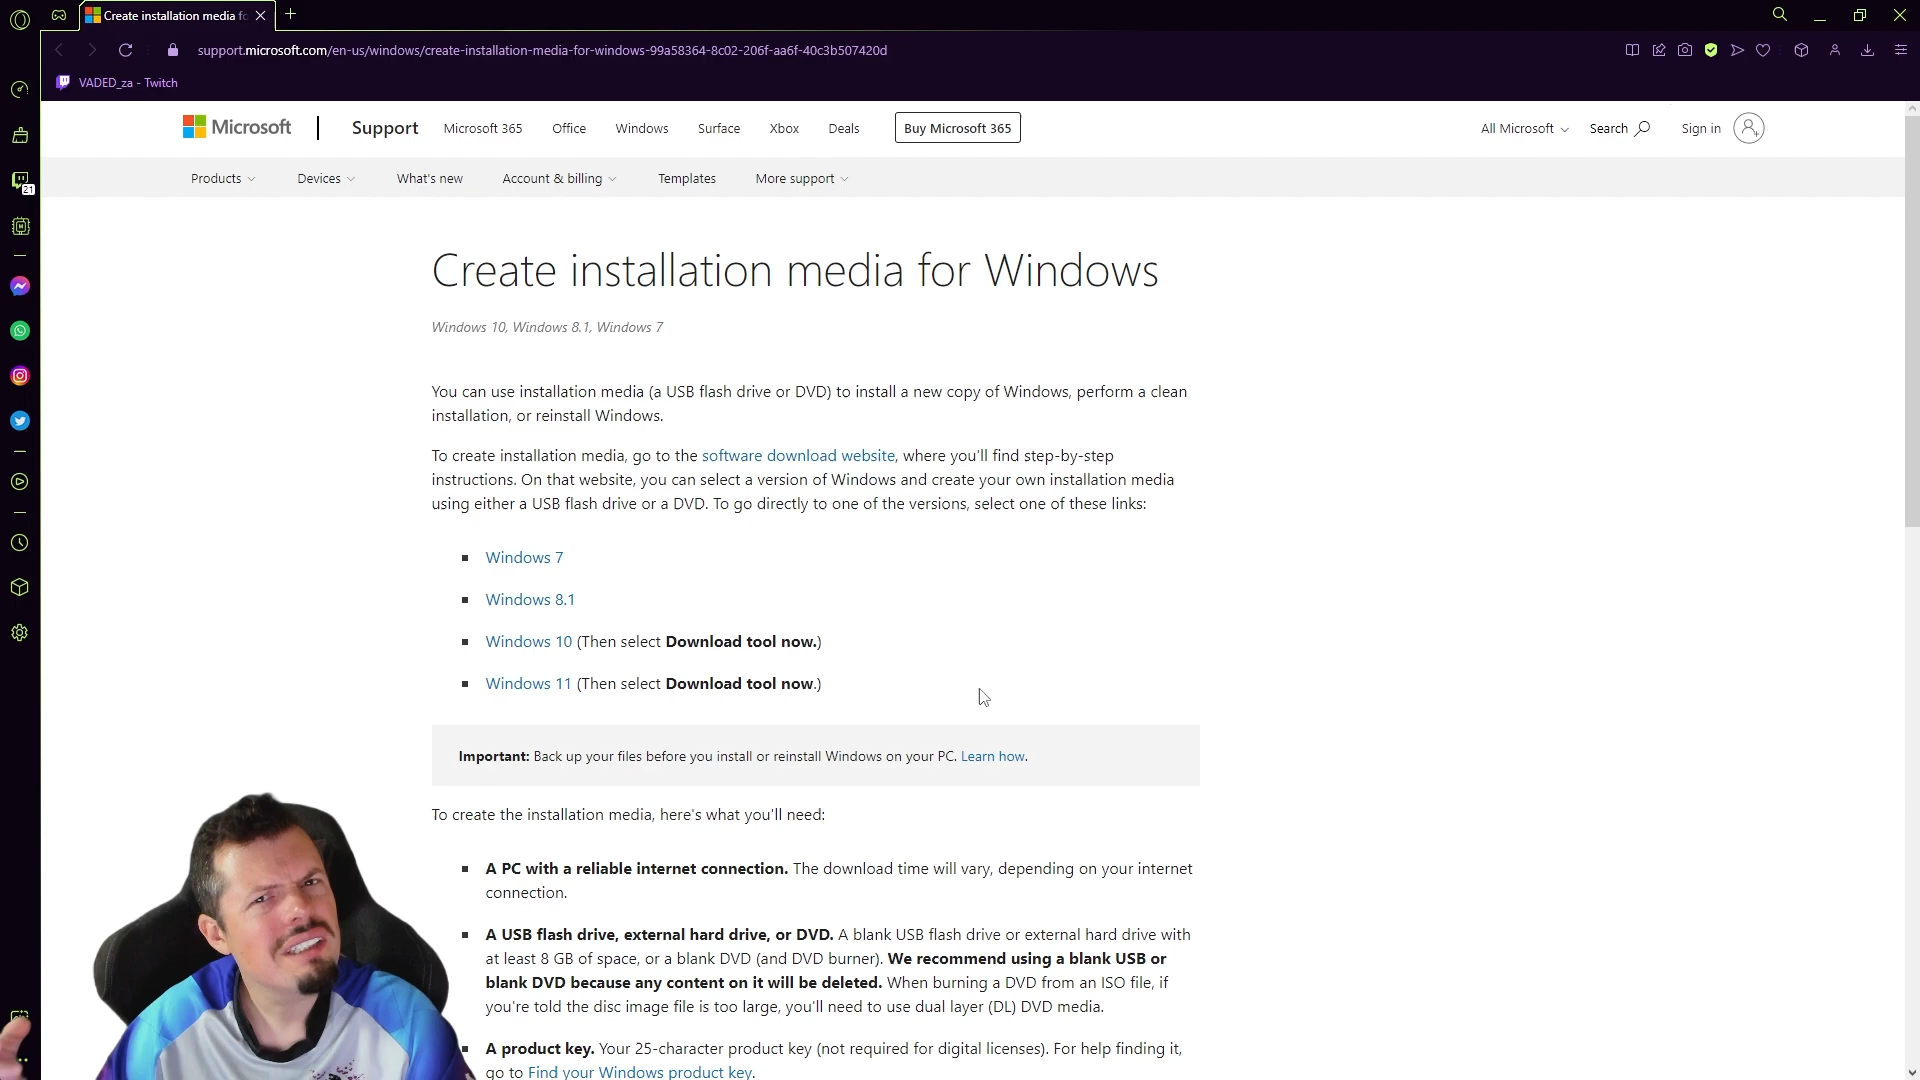 Create installation media fo
support.microsoft.com/en-us/windows/create-installation-media-for-windows-99a58364-8c02-206f-aa6f-40c3b507420d
VADED_za - Twitch
21
Microsoft
Support
Microsoft 365
Office
Windows
Surface
Xbox
Deals
Buy Microsoft 365
All Microsoft
Search
Sign in
Products
Devices
What's new
Account & billing
Templates
More support
Create installation media for Windows
Windows 10, Windows 8.1, Windows 7
You can use installation media (a USB flash drive or DVD) to install a new copy of Windows, perform a clean
installation, or reinstall Windows.
To create installation media, go to the software download website, where you'll find step-by-step
instructions. On that website, you can select a version of Windows and create your own installation media
using either a USB flash drive or a DVD. To go directly to one of the versions, select one of these links:
Windows 7
Windows 8.1
Windows 10 (Then select Download tool now.)
Windows 11 (Then select Download tool now.)
Important: Back up your files before you install or reinstall Windows on your PC. Learn how.
To create the installation media, here's what you'll need:
A PC with a reliable internet connection. The download time will vary, depending on your internet
connection.
A USB flash drive, external hard drive, or DVD. A blank USB flash drive or external hard drive with
at least 8 GB of space, or a blank DVD (and DVD burner). We recommend using a blank USB or
blank DVD because any content on it will be deleted. When burning a DVD from an ISO file, if
you're told the disc image file is too large, you'll need to use dual layer (DL) DVD media.
A product key. Your 25-character product key (not required for digital licenses). For help finding it,
go to Find your Windows product key.